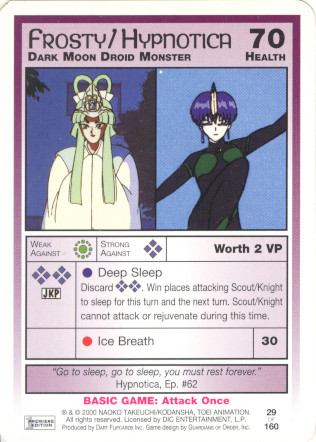 FROSTY/HYPNOTICA 70
DARK MOON DROID MONSTER HEALTH
WEAK AGAINST STRONG AGAINST Worth 2 VP
Deep Sleep
JKP
Discard ❖❖. Win places attacking Scout/Knight
to sleep for this turn and the next turn. Scout/Knight
cannot attack or rejuvenate during this time.
Ice Breath 30
"Go to sleep, go to sleep, you must rest forever."
Hypnotica, Ep. #62
BASIC GAME: Attack Once
PREMIERE EDITION
® & © 2000 NAOKO TAKEUCHI/KODANSHA, TOEI ANIMATION.
All rights reserved. Licensed by DIC ENTERTAINMENT, L.P.
PRODUCED BY DART FLIPCARDS INC. Game design by GUARDIANS OF ORDER, INC.
29
OF
160